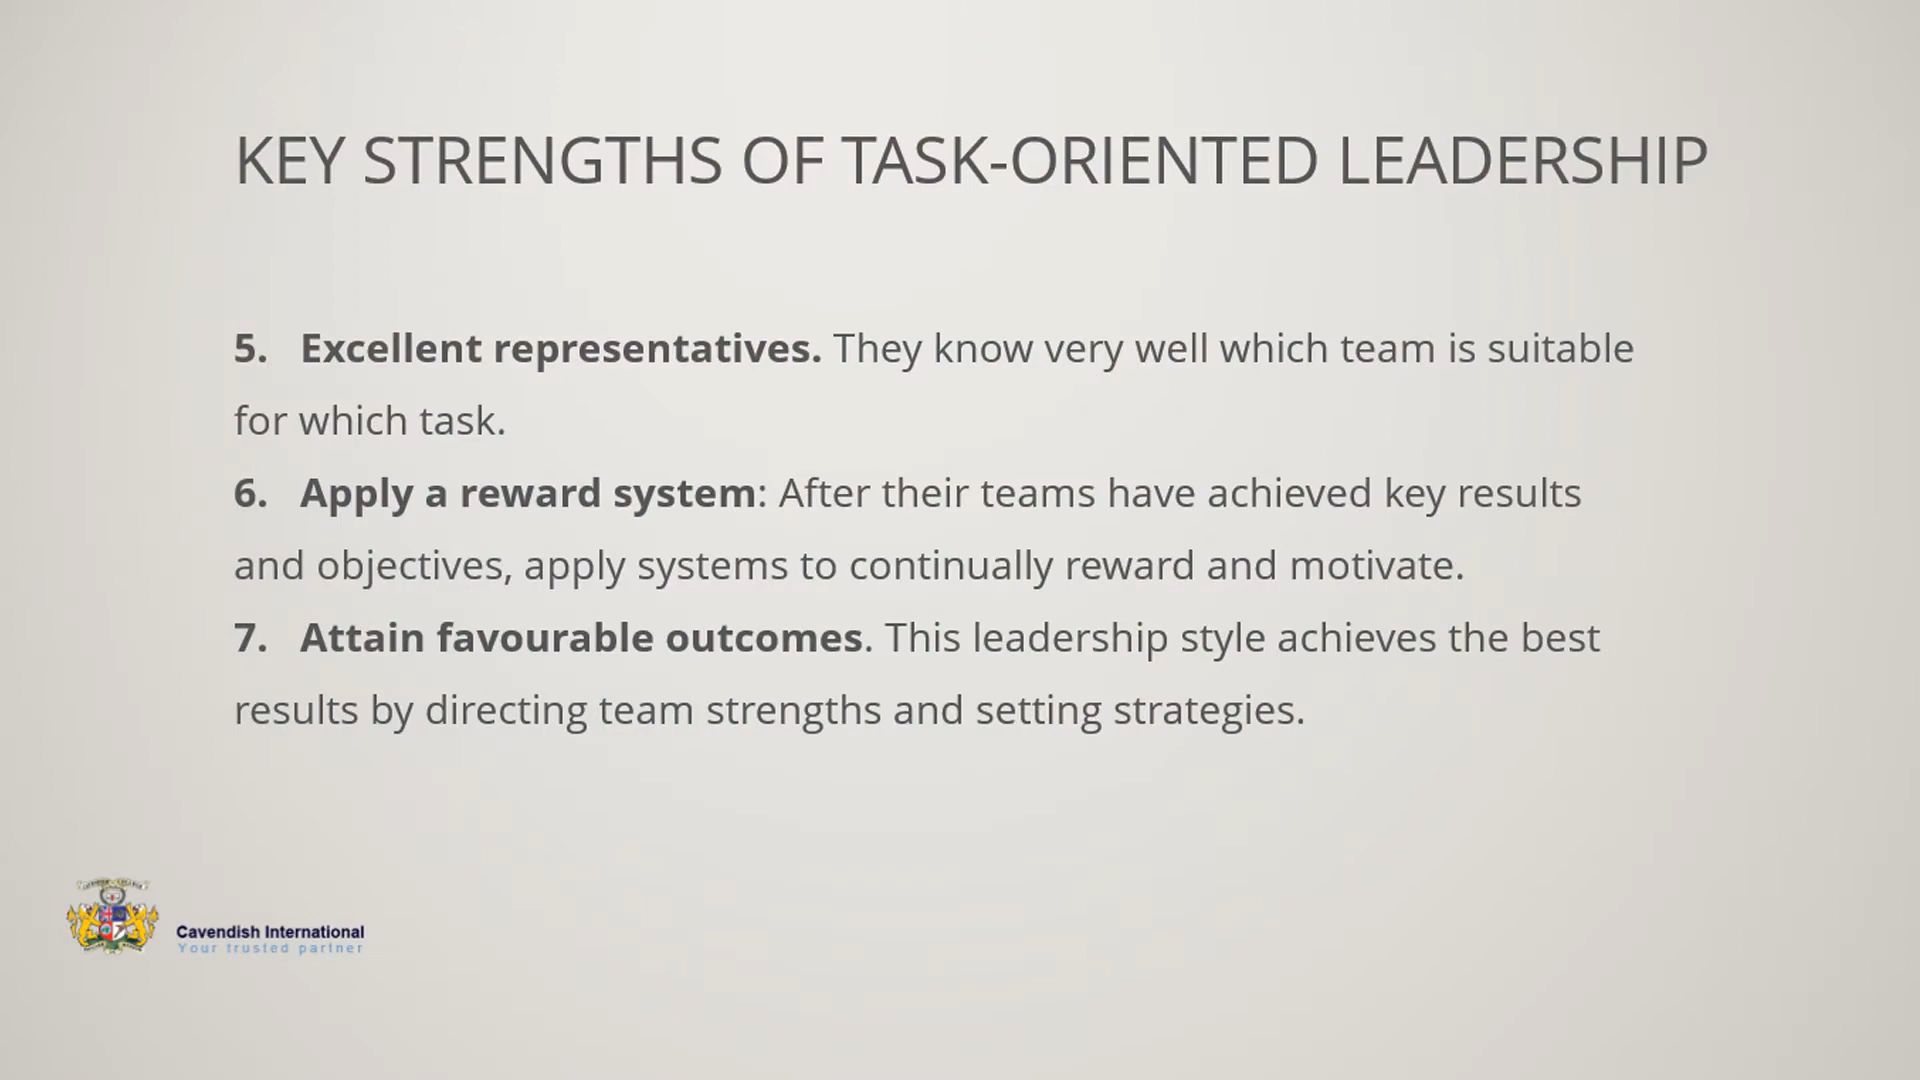 KEY STRENGTHS OF TASK-ORIENTED LEADERSHIP
5. Excellent representatives. They know very well which team is suitable
for which task.
6. Apply a reward system: After their teams have achieved key results
and objectives, apply systems to continually reward and motivate.
7. Attain favourable outcomes. This leadership style achieves the best
results by directing team strengths and setting strategies.
Cavendish International
Your trusted partner